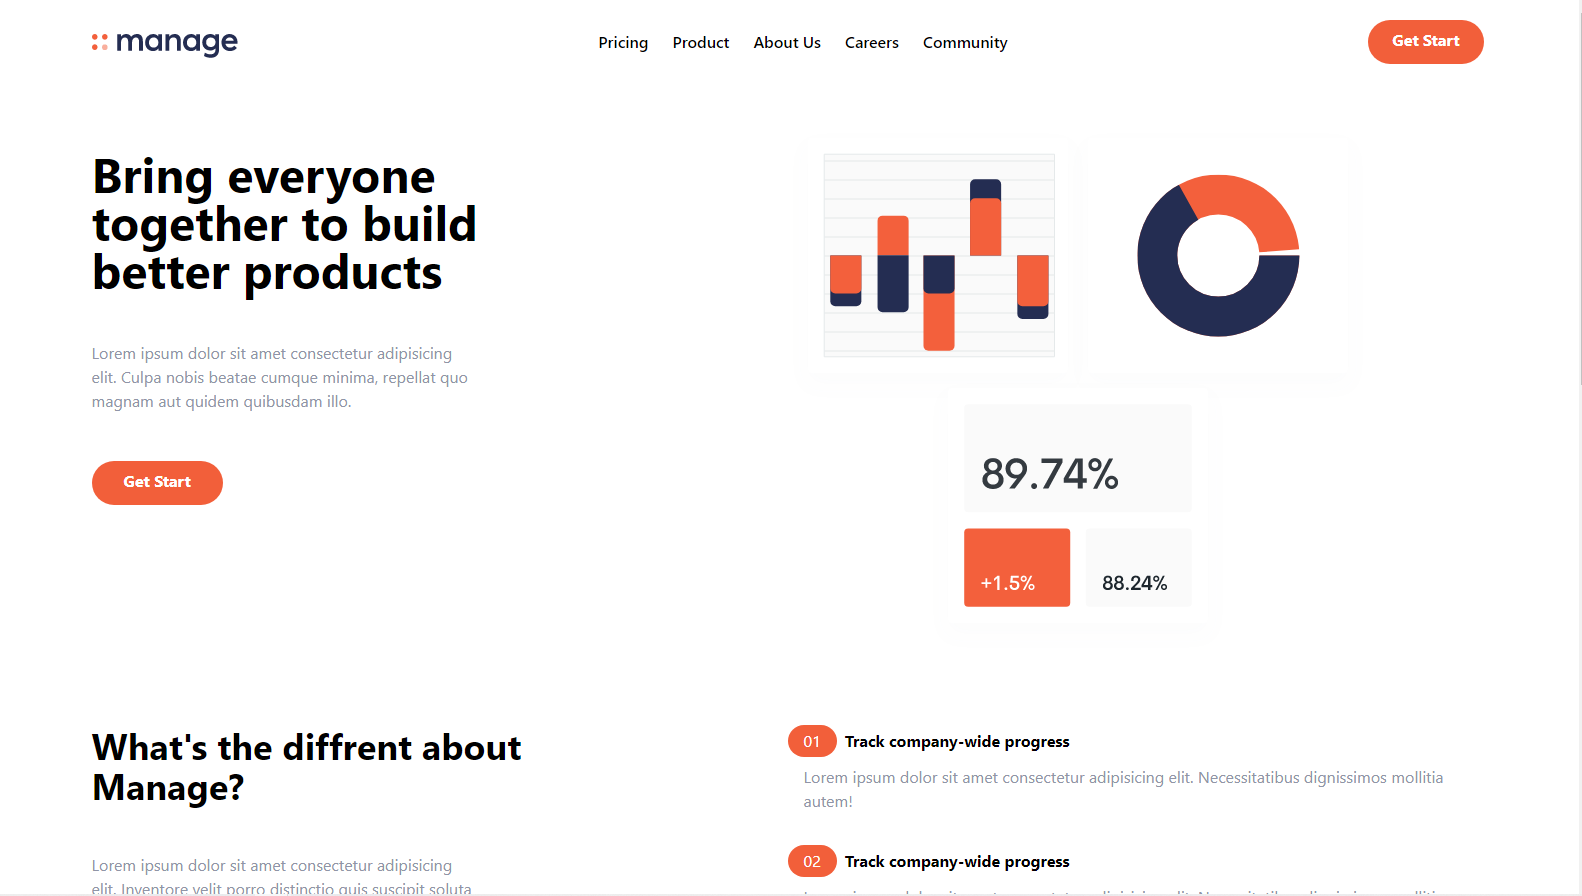 manage
Pricing Product About Us Careers Community
Get Start
Bring everyone
together to build
better products
Lorem ipsum dolor sit amet consectetur adipisicing
elit. Culpa nobis beatae cumque minima, repellat quo
magnam aut quidem quibusdam illo.
Get Start
89.74%
+1.5%
88.24%
What's the diffrent about
Manage?
Lorem ipsum dolor sit amet consectetur adipisicing
elit. Inventore velit porro distinctio quis suscipit soluta
01 Track company-wide progress
Lorem ipsum dolor sit amet consectetur adipisicing elit. Necessitatibus dignissimos mollitia
autem!
02 Track company-wide progress